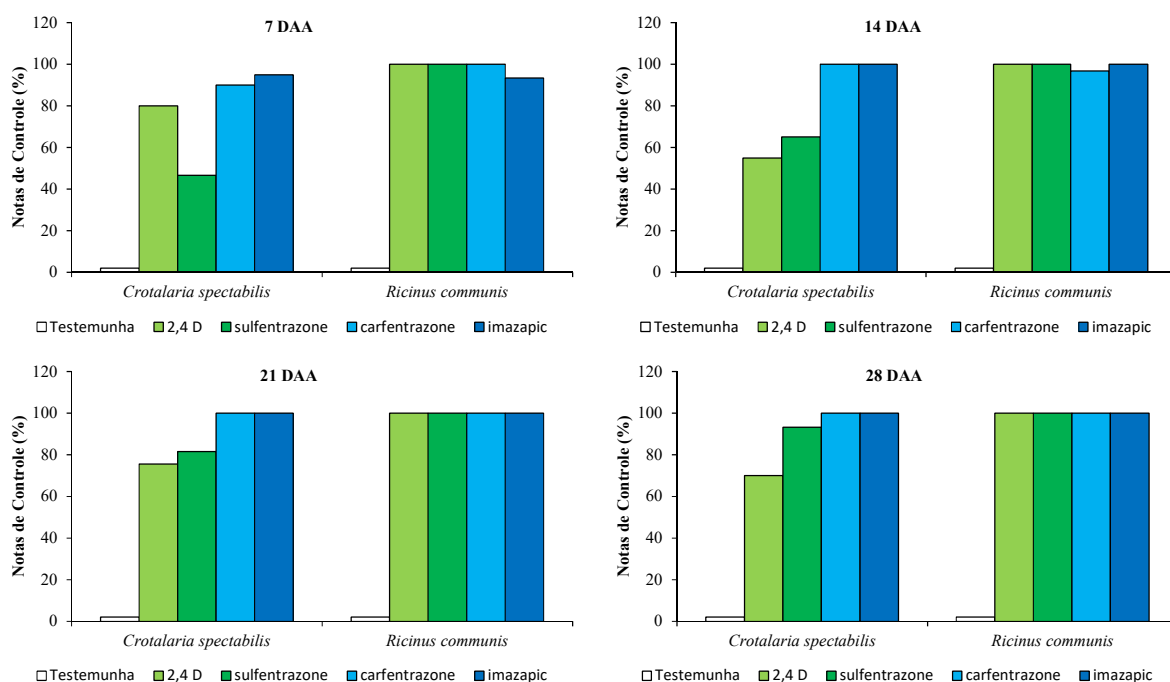 7 DAA
Notas de Controle (%)
120
100
80
60
40
20
0
Crotalaria spectabilis Ricinus communis
Testemunha 2,4 D sulfentrazone carfentrazone imazapic
14 DAA
Notas de Controle (%)
120
100
80
60
40
20
0
Crotalaria spectabilis Ricinus communis
Testemunha 2,4 D sulfentrazone carfentrazone imazapic
21 DAA
Notas de Controle (%)
120
100
80
60
40
20
0
Crotalaria spectabilis Ricinus communis
Testemunha 2,4 D sulfentrazone carfentrazone imazapic
28 DAA
Notas de Controle (%)
120
100
80
60
40
20
0
Crotalaria spectabilis Ricinus communis
Testemunha 2,4 D sulfentrazone carfentrazone imazapic